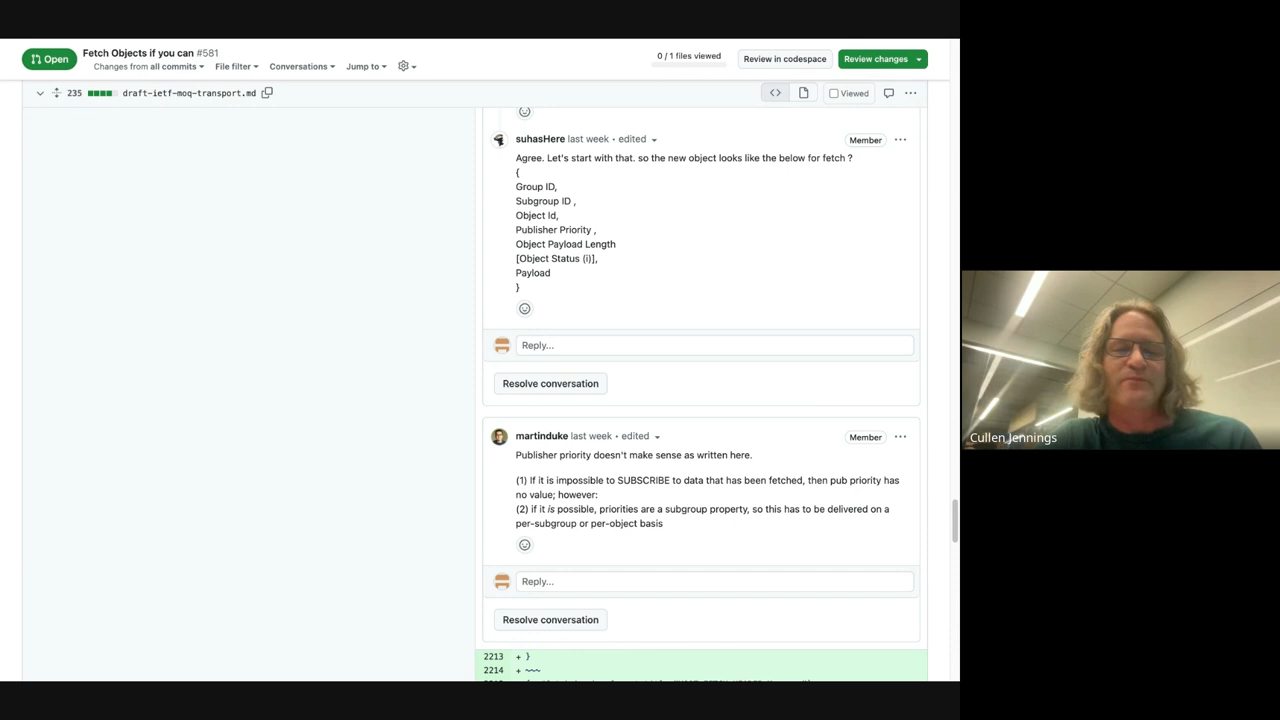 Open
Fetch Objects if you can #581
Changes from all commits
File filter
Conversations
Jump to
0 / 1 files viewed
Review in codespace
Review changes
235 draft-ietf-moq-transport.md
Viewed
suhasHere last week • edited
Member
Agree. Let's start with that. so the new object looks like the below for fetch ?
{
Group ID,
Subgroup ID ,
Object Id,
Publisher Priority ,
Object Payload Length
[Object Status (i)],
Payload
}
Reply...
Resolve conversation
martinduke last week • edited
Member
Publisher priority doesn't make sense as written here.
(1) If it is impossible to SUBSCRIBE to data that has been fetched, then pub priority has
no value; however:
(2) if it is possible, priorities are a subgroup property, so this has to be delivered on a
per-subgroup or per-object basis
Reply...
Resolve conversation
2213 + }
2214 + ~~~
Cullen Jennings